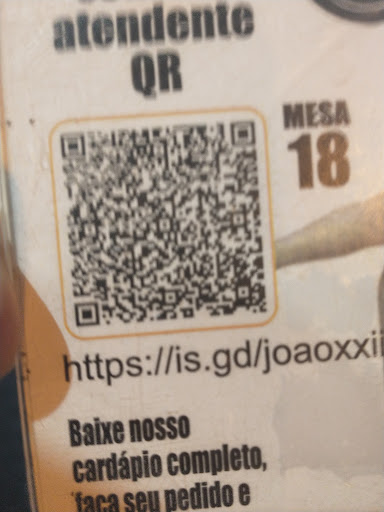 atendente
QR
MESA
18
https://is.gd/joaoxxii
Baixe nosso
cardápio completo,
faça seu pedido e